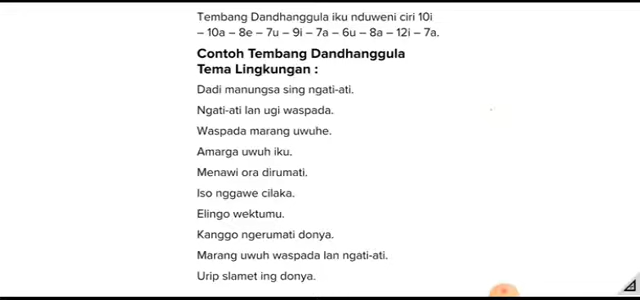 Tembang Dandhanggula iku nduweni ciri 10i
– 10a – 8e – 7u – 9i – 7a – 6u – 8a – 12i – 7a.
Contoh Tembang Dandhanggula
Tema Lingkungan :
Dadi manungsa sing ngati-ati.
Ngati-ati lan ugi waspada.
Waspada marang uwuhe.
Amarga uwuh iku.
Menawi ora dirumati.
Iso nggawe cilaka.
Elingo wektumu.
Kanggo ngerumati donya.
Marang uwuh waspada lan ngati-ati.
Urip slamet ing donya.